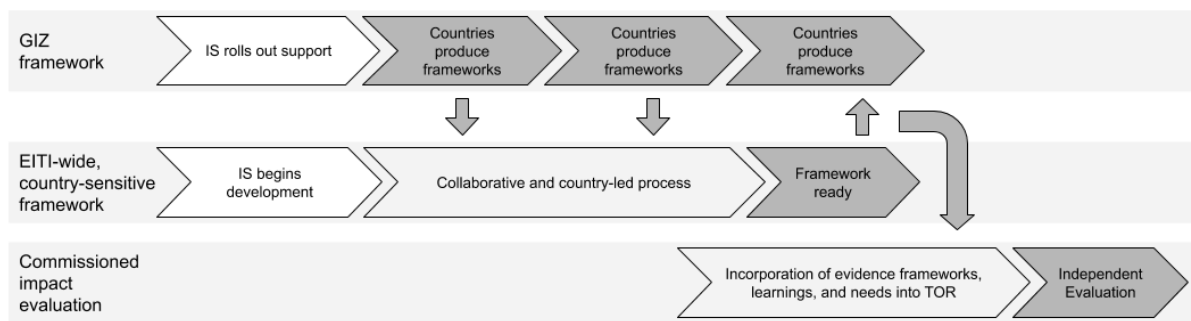 GIZ
framework
IS rolls out support
Countries
produce
frameworks
Countries
produce
frameworks
Countries
produce
frameworks
EITI-wide,
country-sensitive
framework
IS begins
development
Collaborative and country-led process
Framework
ready
Commissioned
impact
evaluation
Incorporation of evidence frameworks,
learnings, and needs into TOR
Independent
Evaluation